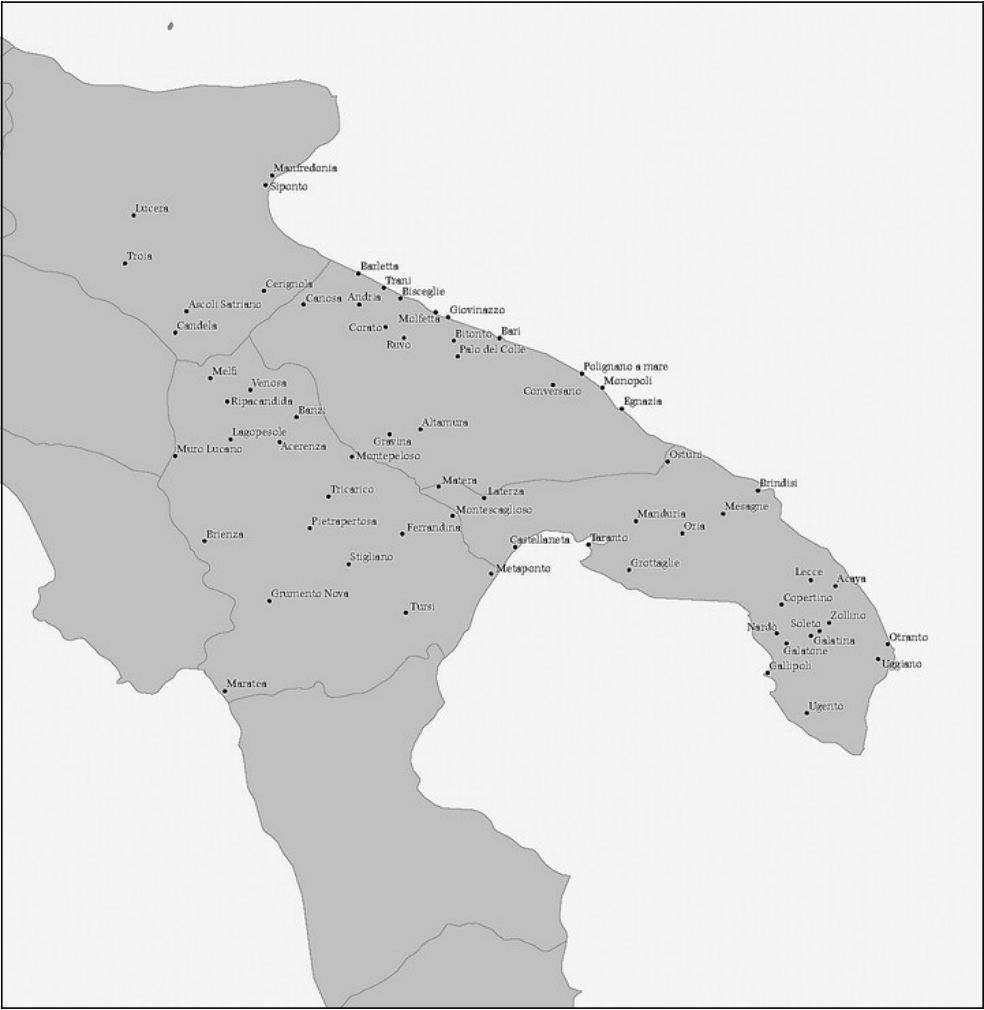 Manfredonia
Siponto
Lucera
Troia
Barletta
Trani
Cerignola
Bisceglie
Canosa
Andria
Ascoli Satriano
Giovinazzo
Molfetta
Candela
Corato
Bitonto
Bari
Ruvo
Palo del Colle
Polignano a mare
Melfi
Monopoli
Venosa
Conversano
Ripacandida
Egnazia
Banzi
Altamura
Lagopesole
Gravina
Acerenza
Muro Lucano
Montepeloso
Ostuni
Matera
Brindisi
Tricarico
Laterza
Mesagne
Montescaglioso
Manduria
Pietrapertosa
Ferrandina
Oria
Brienza
Castellaneta
Taranto
Stigliano
Grottaglie
Metaponto
Lecce
Acaya
Grumento Nova
Copertino
Tursi
Zollino
Soleto
Nardò
Otranto
Galatina
Galatone
Uggiano
Gallipoli
Maratea
Ugento